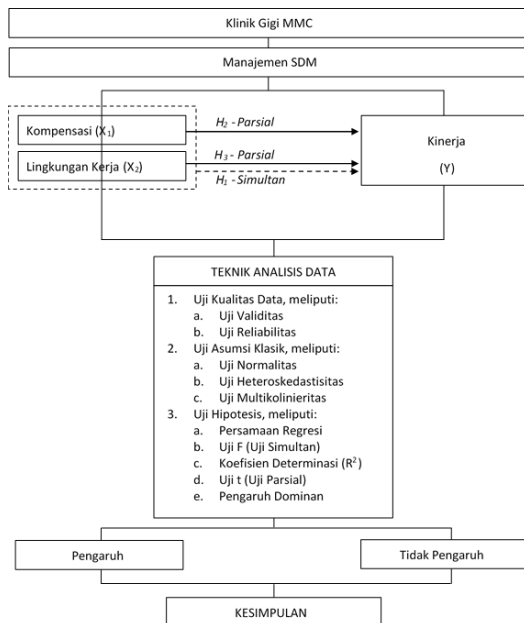 Klinik Gigi MMC
Manajemen SDM
Kompensasi (X₁)
H₂ - Parsial
Kinerja
(Y)
Lingkungan Kerja (X₂)
H₃ - Parsial
H₁ - Simultan
TEKNIK ANALISIS DATA
1. Uji Kualitas Data, meliputi:
a. Uji Validitas
b. Uji Reliabilitas
2. Uji Asumsi Klasik, meliputi:
a. Uji Normalitas
b. Uji Heteroskedastisitas
c. Uji Multikolinieritas
3. Uji Hipotesis, meliputi:
a. Persamaan Regresi
b. Uji F (Uji Simultan)
c. Koefisien Determinasi (R²)
d. Uji t (Uji Parsial)
e. Pengaruh Dominan
Pengaruh
Tidak Pengaruh
KESIMPULAN